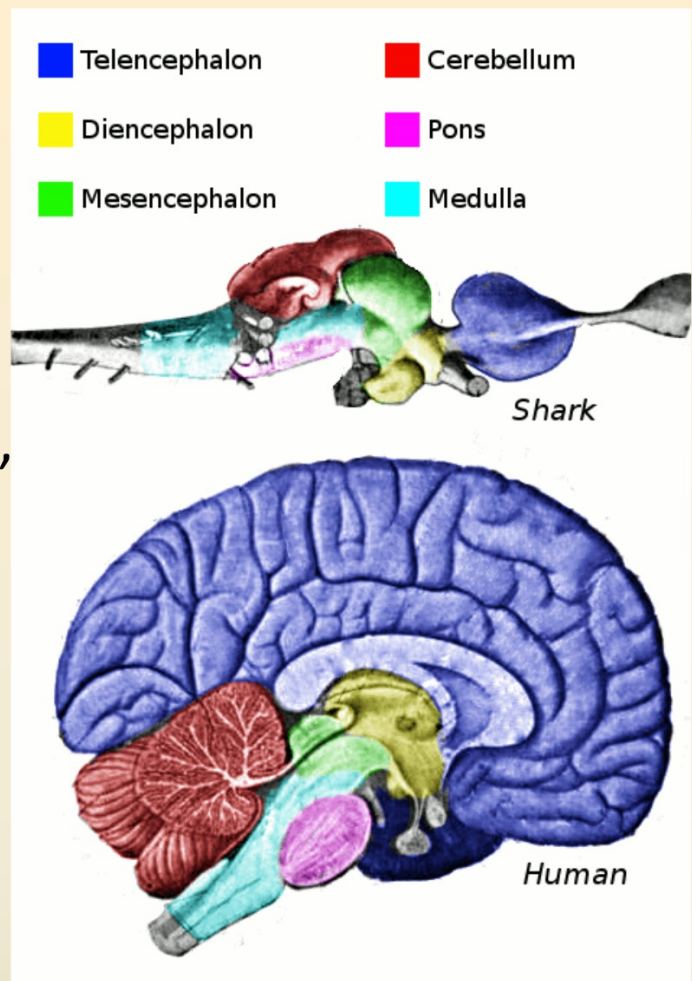 Telencephalon Cerebellum
Diencephalon Pons
Mesencephalon Medulla
Shark
,
Human